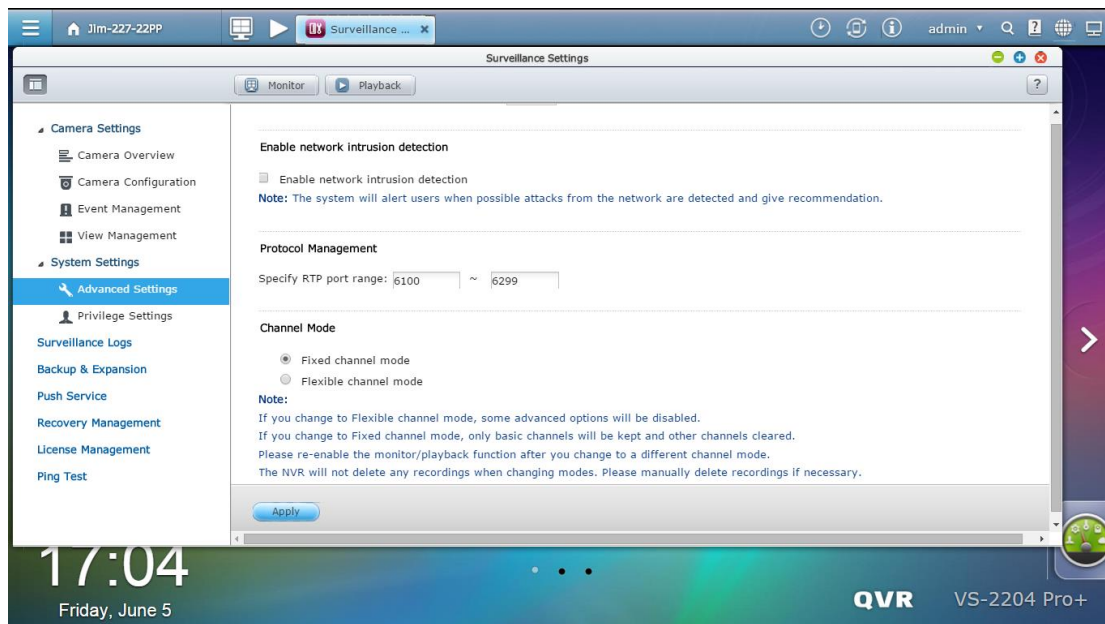 Jim-227-22PP
Surveillance ... x
admin
Surveillance Settings
Monitor
Playback
?
Camera Settings
Camera Overview
Camera Configuration
Event Management
View Management
System Settings
Advanced Settings
Privilege Settings
Surveillance Logs
Backup & Expansion
Push Service
Recovery Management
License Management
Ping Test
Enable network intrusion detection
Enable network intrusion detection
Note: The system will alert users when possible attacks from the network are detected and give recommendation.
Protocol Management
Specify RTP port range: 6100 ~ 6299
Channel Mode
Fixed channel mode
Flexible channel mode
Note:
If you change to Flexible channel mode, some advanced options will be disabled.
If you change to Fixed channel mode, only basic channels will be kept and other channels cleared.
Please re-enable the monitor/playback function after you change to a different channel mode.
The NVR will not delete any recordings when changing modes. Please manually delete recordings if necessary.
Apply
17:04
Friday, June 5
QVR VS-2204 Pro+